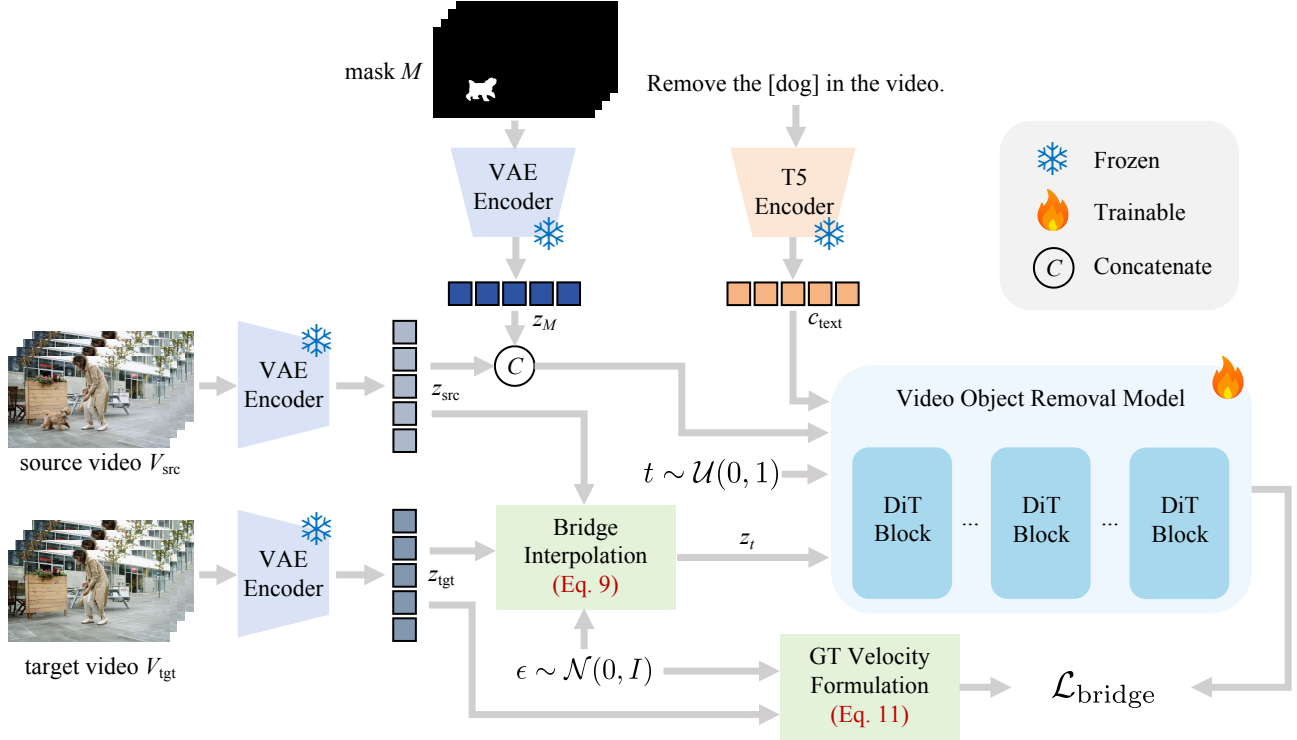 mask M
Remove the [dog] in the video.
VAE
Encoder
T5
Encoder
Frozen
Trainable
C Concatenate
z_M
c_text
C
VAE
Encoder
z_src
source video V_src
Video Object Removal Model
t ∼ U(0, 1)
DiT
Block
...
DiT
Block
...
DiT
Block
Bridge
Interpolation
(Eq. 9)
z_t
VAE
Encoder
z_tgt
target video V_tgt
ϵ ∼ N(0, I)
GT Velocity
Formulation
(Eq. 11)
L_bridge